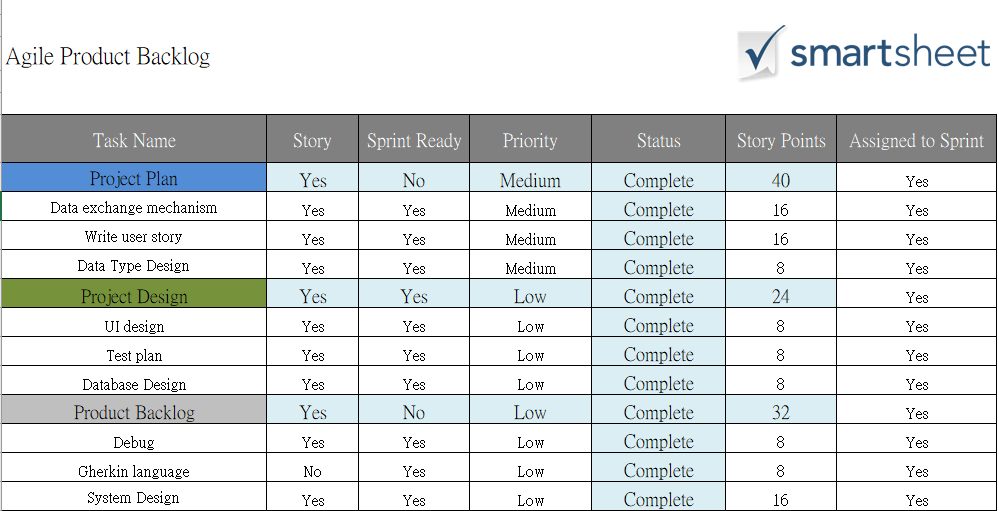 smartsheet
Agile Product Backlog
Task Name Story Sprint Ready Priority Status Story Points Assigned to Sprint
Project Plan Yes No Medium Complete 40 Yes
Data exchange mechanism Yes Yes Medium Complete 16 Yes
Write user story Yes Yes Medium Complete 16 Yes
Data Type Design Yes Yes Medium Complete 8 Yes
Project Design Yes Yes Low Complete 24 Yes
UI design Yes Yes Low Complete 8 Yes
Test plan Yes Yes Low Complete 8 Yes
Database Design Yes Yes Low Complete 8 Yes
Product Backlog Yes No Low Complete 32 Yes
Debug Yes Yes Low Complete 8 Yes
Gherkin language No Yes Low Complete 8 Yes
System Design Yes Yes Low Complete 16 Yes